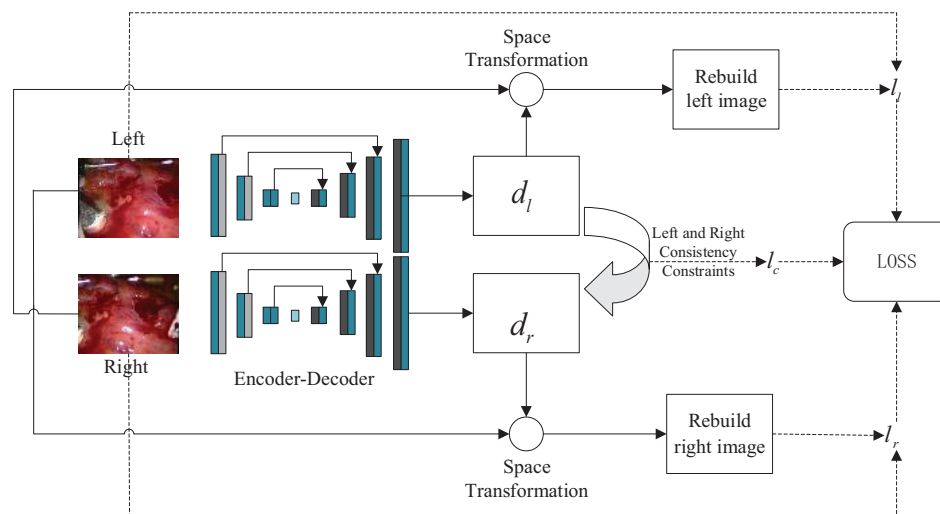 Space
Transformation
Rebuild
left image
l_l
Left
d_l
Left and Right
Consistency
Constraints
l_c
LOSS
d_r
Right
Encoder-Decoder
Rebuild
right image
l_r
Space
Transformation